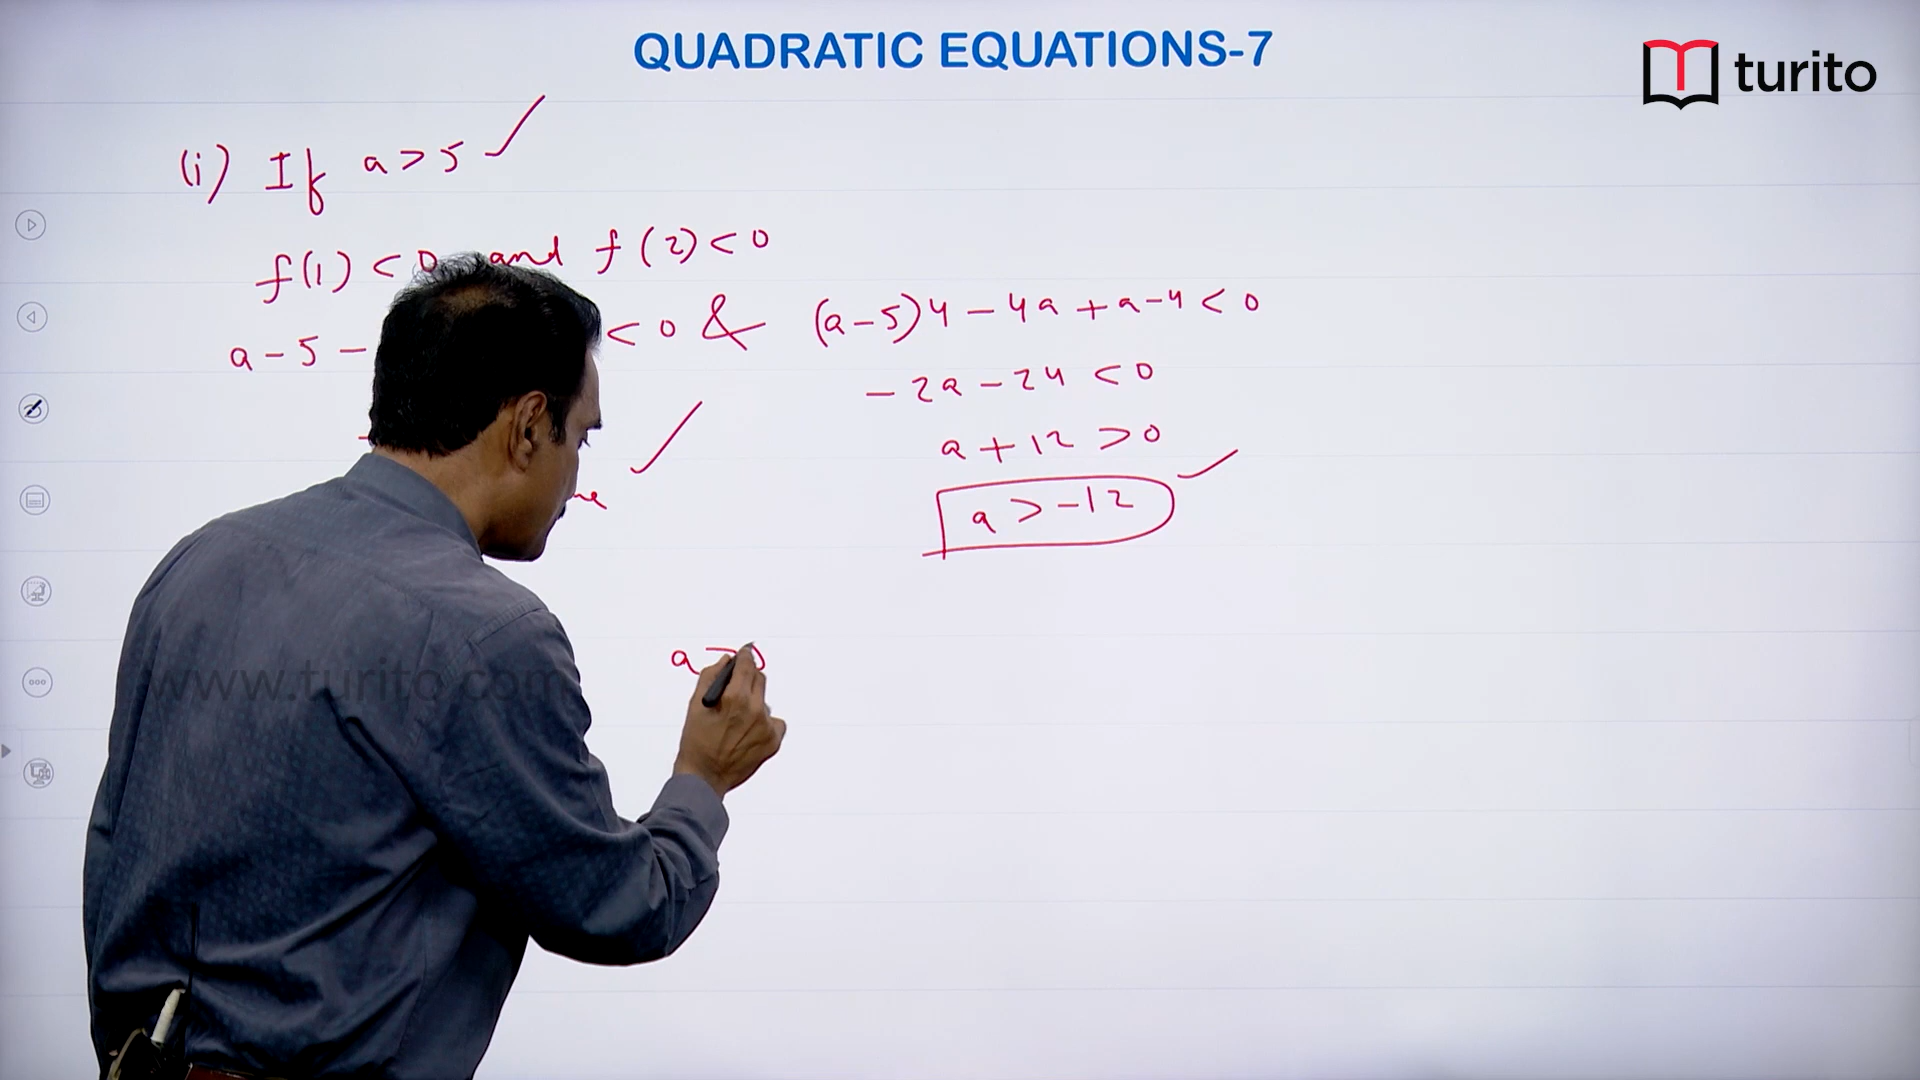 QUADRATIC EQUATIONS-7
turito
(i) If a > 5 ✓
f(1) < 0 and f(2) < 0
a - 5 - < 0 & (a-5)4 - 4a + a - 4 < 0
- 2a - 24 < 0
a + 12 > 0
a > -12 ✓
a >
www.turito.com